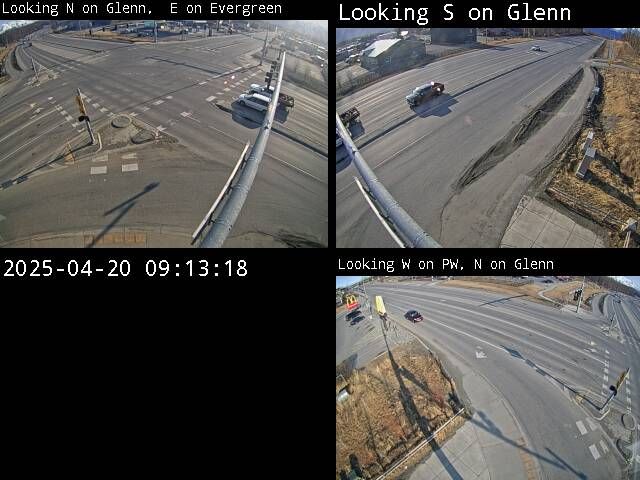 Looking N on Glenn,  E on Evergreen
Looking S on Glenn
2025-04-20 09:13:18
Looking W on PW, N on Glenn